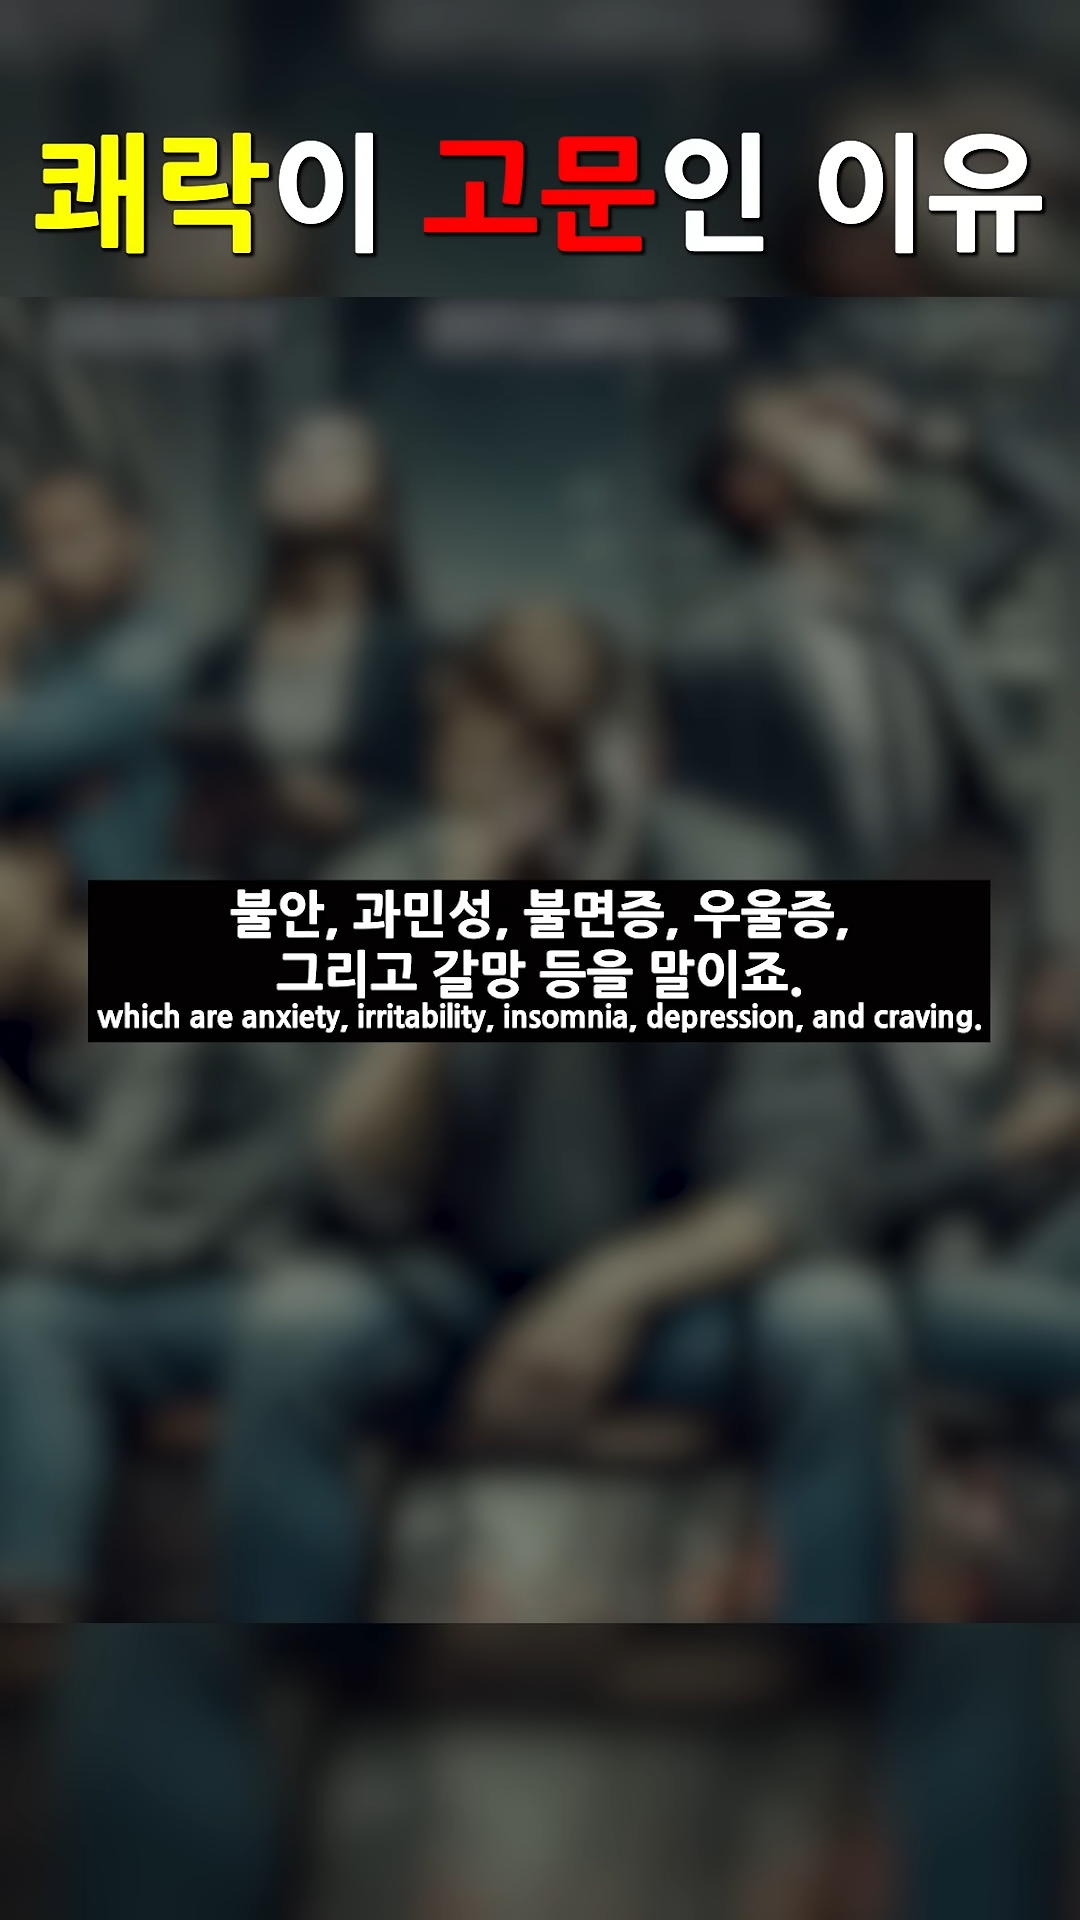 쾌락이 고문인 이유
불안, 과민성, 불면증, 우울증,
그리고 갈망 등을 말이죠.
which are anxiety, irritability, insomnia, depression, and craving.